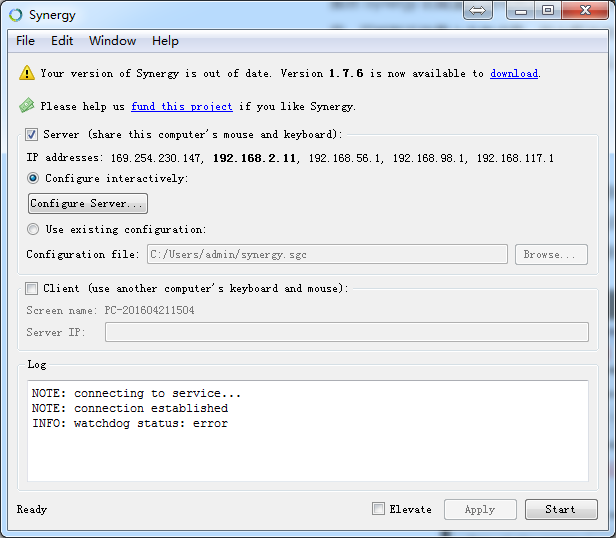 Synergy
File Edit Window Help
Your version of Synergy is out of date. Version 1.7.6 is now available to download.
Please help us fund this project if you like Synergy.
Server (share this computer's mouse and keyboard):
IP addresses: 169.254.230.147, 192.168.2.11, 192.168.56.1, 192.168.98.1, 192.168.117.1
Configure interactively:
Configure Server...
Use existing configuration:
Configuration file: C:/Users/admin/synergy.sgc Browse...
Client (use another computer's keyboard and mouse):
Screen name: PC-201604211504
Server IP:
Log
NOTE: connecting to service...
NOTE: connection established
INFO: watchdog status: error
Ready Elevate Apply Start